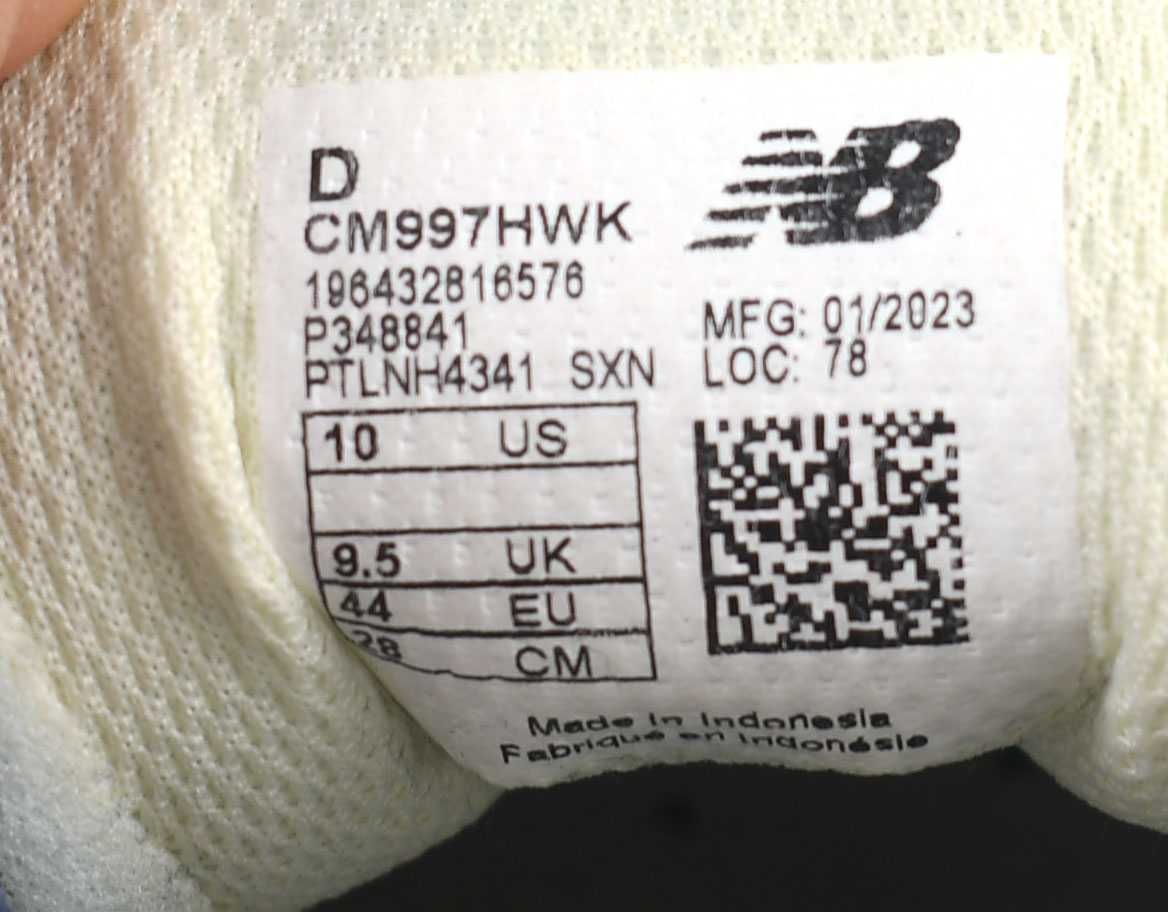 D
CM997HWK
196432816576
P348841
PTLNH4341 SXN
NB
MFG: 01/2023
LOC: 78
10 US
9.5 UK
44 EU
28 CM
Made in Indonesia
Fabriqué en Indonésie